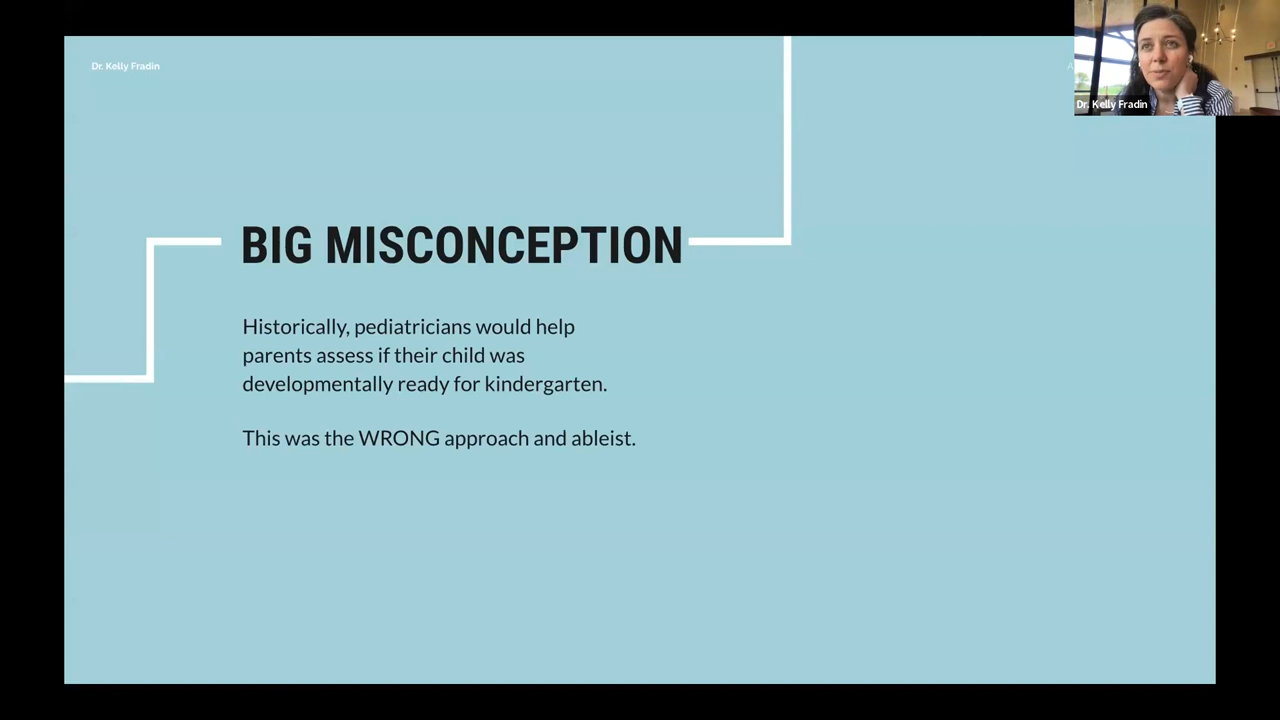 Dr. Kelly Fradin
Dr. Kelly Fradin
BIG MISCONCEPTION
Historically, pediatricians would help
parents assess if their child was
developmentally ready for kindergarten.
This was the WRONG approach and ableist.